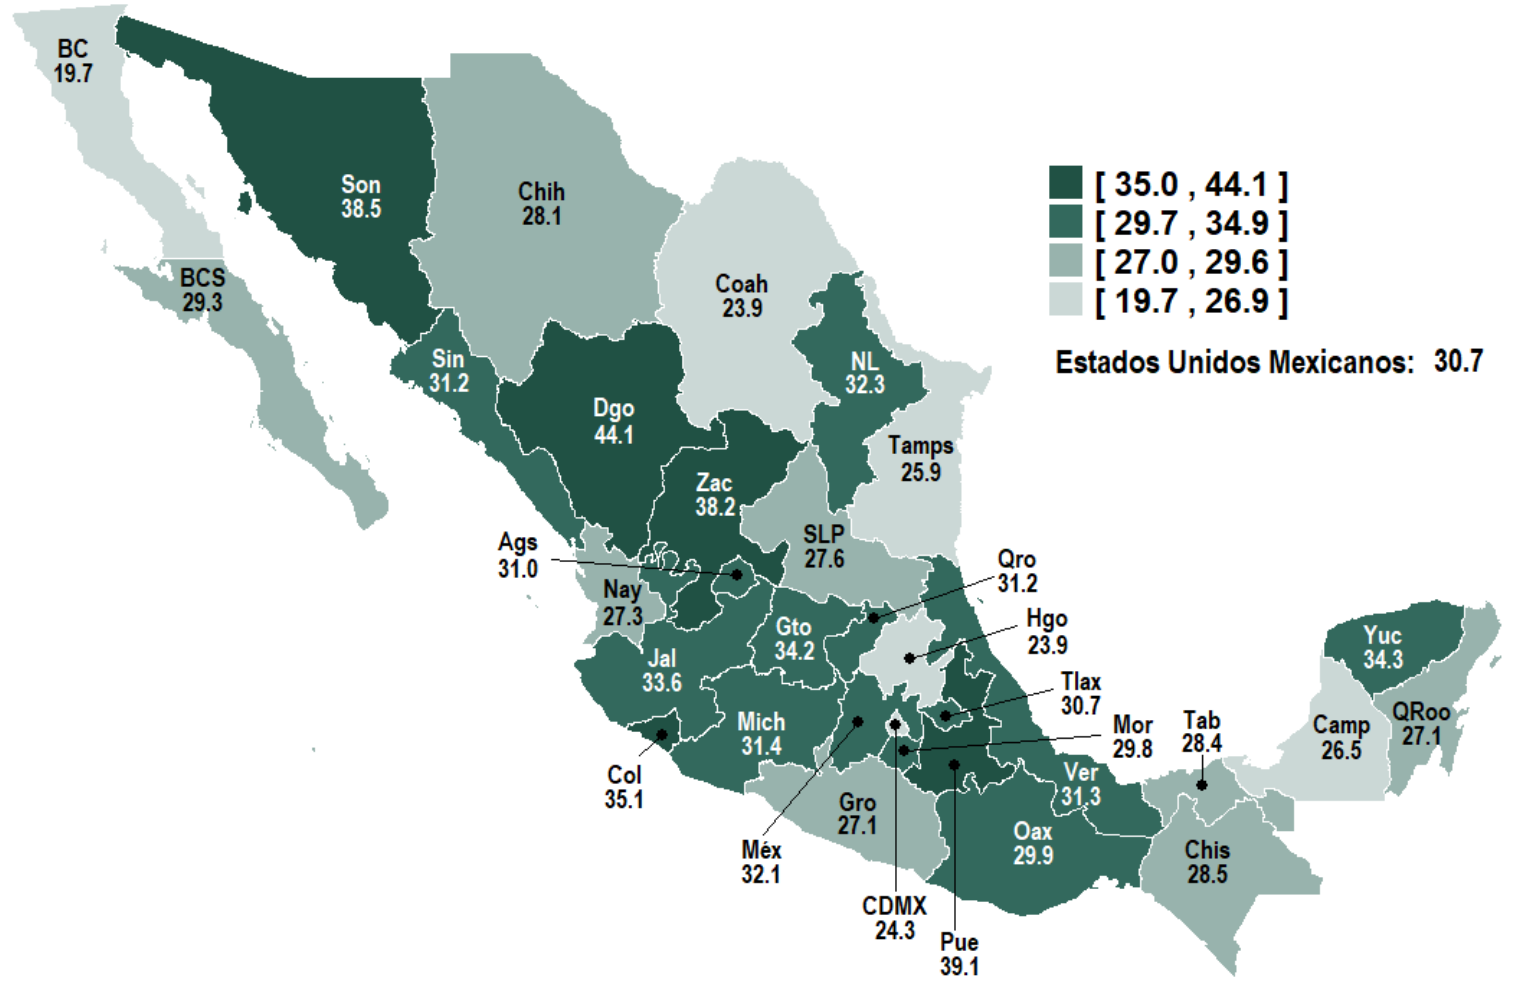 BC
19.7
Son
38.5
Chih
28.1
[ 35.0 , 44.1 ]
[ 29.7 , 34.9 ]
[ 27.0 , 29.6 ]
[ 19.7 , 26.9 ]
Estados Unidos Mexicanos: 30.7
BCS
29.3
Coah
23.9
Sin
31.2
NL
32.3
Dgo
44.1
Tamps
25.9
Zac
38.2
SLP
27.6
Ags
31.0
Qro
31.2
Nay
27.3
Hgo
23.9
Gto
34.2
Yuc
34.3
Jal
33.6
Tlax
30.7
Mich
31.4
Mor
29.8
Tab
28.4
Camp
26.5
QRoo
27.1
Col
35.1
Ver
31.3
Gro
27.1
Oax
29.9
Méx
32.1
Chis
28.5
CDMX
24.3
Pue
39.1